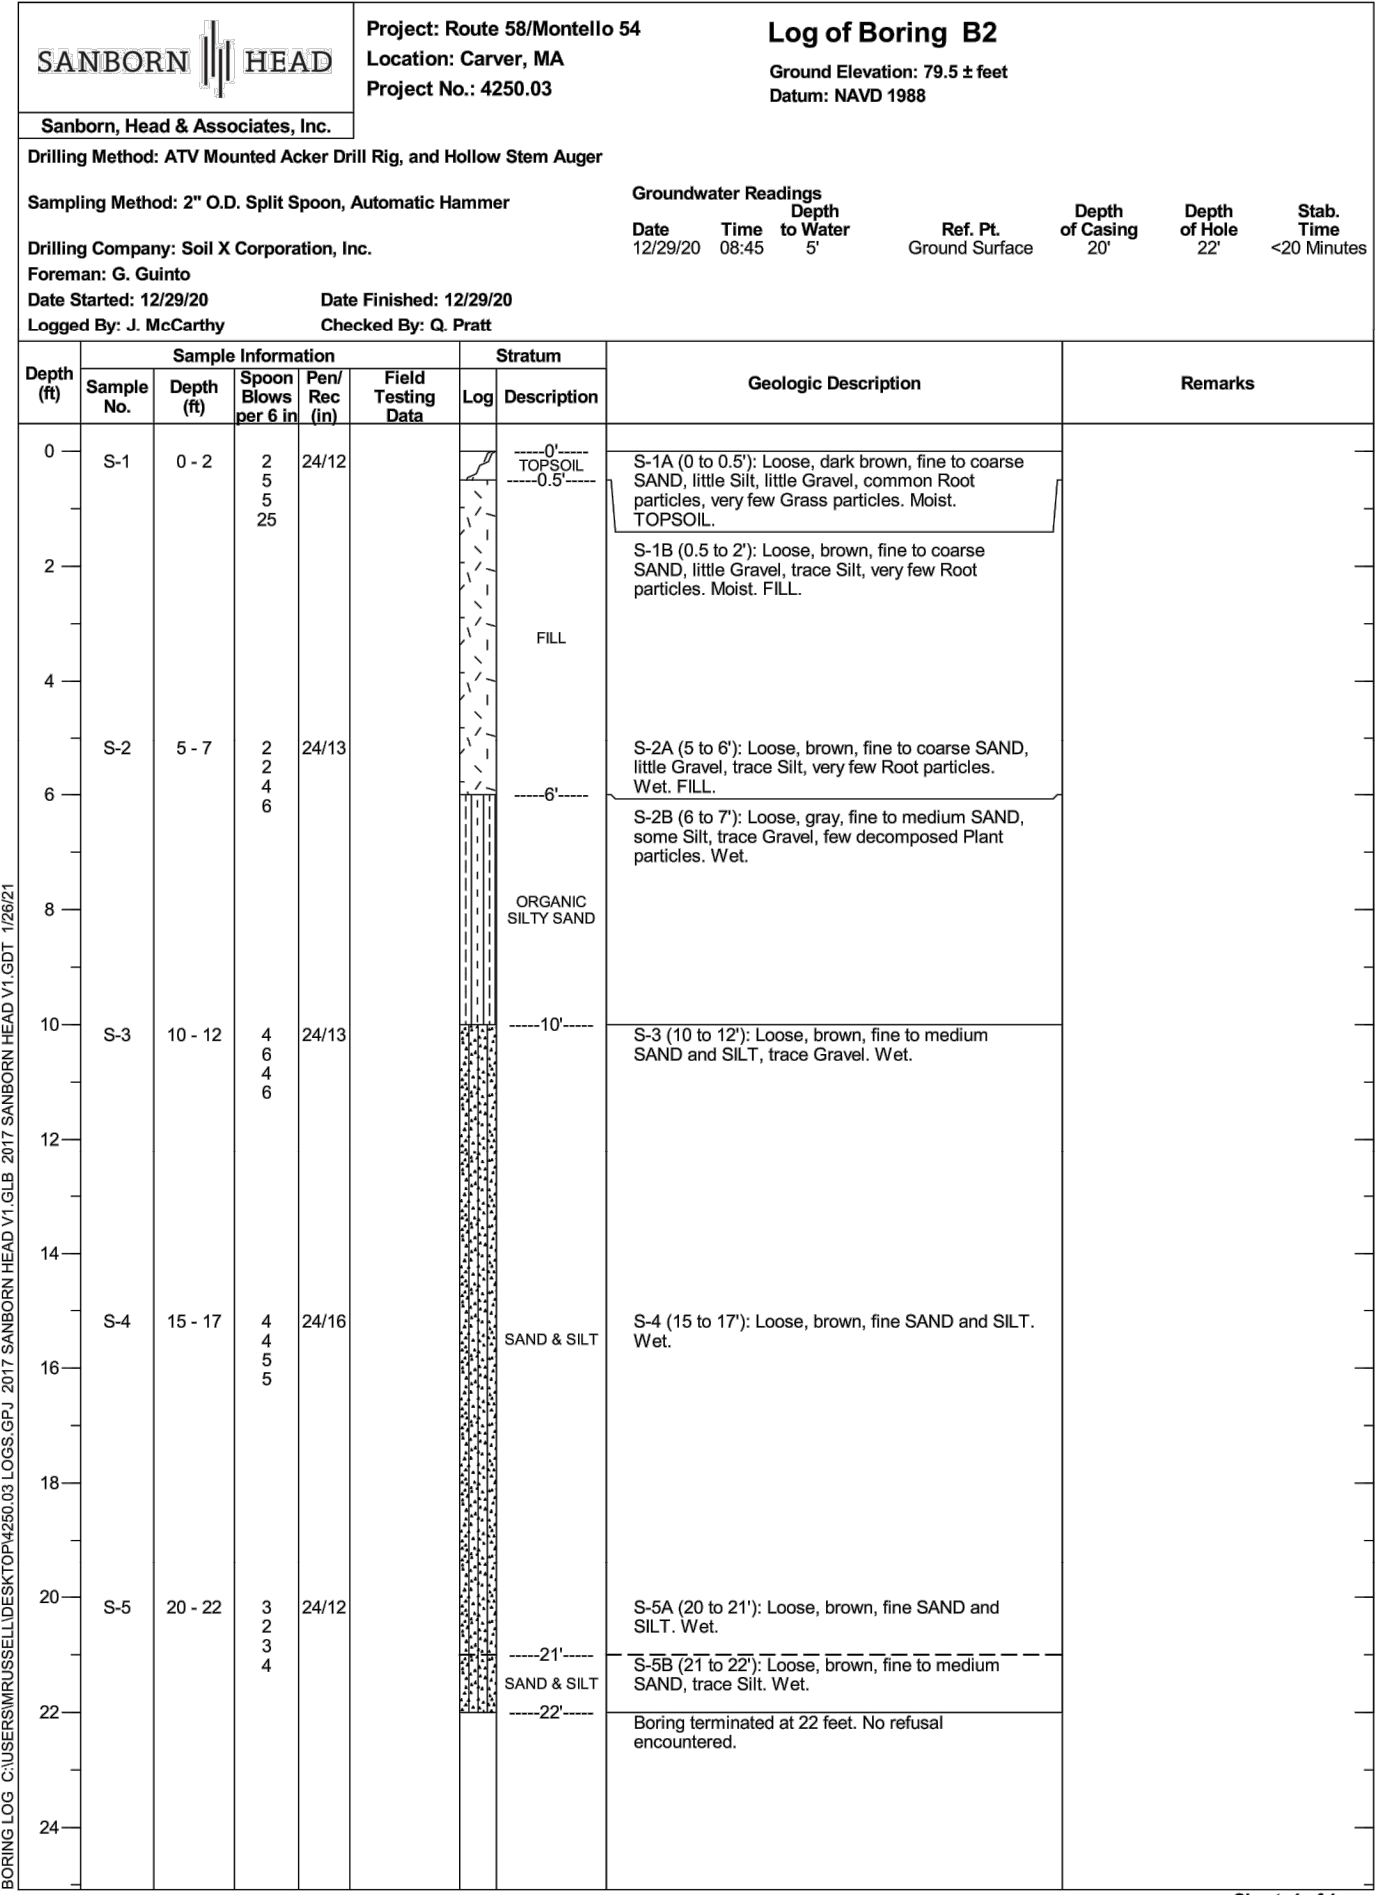 SANBORN HEAD
Sanborn, Head & Associates, Inc.
Project: Route 58/Montello 54
Location: Carver, MA
Project No.: 4250.03
Log of Boring B2
Ground Elevation: 79.5 ± feet
Datum: NAVD 1988
Drilling Method: ATV Mounted Acker Drill Rig, and Hollow Stem Auger
Sampling Method: 2" O.D. Split Spoon, Automatic Hammer
Drilling Company: Soil X Corporation, Inc.
Foreman: G. Guinto
Date Started: 12/29/20 Date Finished: 12/29/20
Logged By: J. McCarthy Checked By: Q. Pratt
Groundwater Readings
Date Time Depth to Water Ref. Pt. Depth of Casing Depth of Hole Stab. Time
12/29/20 08:45 5' Ground Surface 20' 22' <20 Minutes
Depth (ft) Sample Information Stratum Geologic Description Remarks
Sample No. Depth (ft) Spoon Blows per 6 in Pen/ Rec (in) Field Testing Data Log Description
0
S-1 0 - 2 2 24/12
5
5
25
-----0'-----
TOPSOIL
-----0.5'-----
S-1A (0 to 0.5'): Loose, dark brown, fine to coarse
SAND, little Silt, little Gravel, common Root
particles, very few Grass particles. Moist.
TOPSOIL.
S-1B (0.5 to 2'): Loose, brown, fine to coarse
SAND, little Gravel, trace Silt, very few Root
particles. Moist. FILL.
2
FILL
4
S-2 5 - 7 2 24/13
2
4
6
S-2A (5 to 6'): Loose, brown, fine to coarse SAND,
little Gravel, trace Silt, very few Root particles.
Wet. FILL.
6
-----6'-----
S-2B (6 to 7'): Loose, gray, fine to medium SAND,
some Silt, trace Gravel, few decomposed Plant
particles. Wet.
8
ORGANIC
SILTY SAND
10
-----10'-----
S-3 10 - 12 4 24/13
6
4
6
S-3 (10 to 12'): Loose, brown, fine to medium
SAND and SILT, trace Gravel. Wet.
12
14
S-4 15 - 17 4 24/16
4
5
5
SAND & SILT
S-4 (15 to 17'): Loose, brown, fine SAND and SILT.
Wet.
16
18
20
S-5 20 - 22 3 24/12
2
3
4
S-5A (20 to 21'): Loose, brown, fine SAND and
SILT. Wet.
-----21'-----
SAND & SILT
S-5B (21 to 22'): Loose, brown, fine to medium
SAND, trace Silt. Wet.
22
-----22'-----
Boring terminated at 22 feet. No refusal
encountered.
24
BORING LOG C:\USERS\MRUSSELL\DESKTOP\4250.03 LOGS.GPJ 2017 SANBORN HEAD V1.GLB 2017 SANBORN HEAD V1.GDT 1/26/21